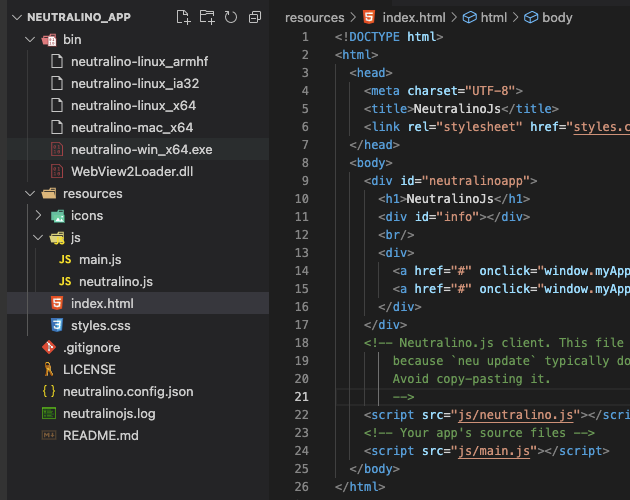 NEUTRALINO_APP
bin
neutralino-linux_armhf
neutralino-linux_ia32
neutralino-linux_x64
neutralino-mac_x64
neutralino-win_x64.exe
WebView2Loader.dll
resources
icons
js
JS main.js
JS neutralino.js
index.html
styles.css
.gitignore
LICENSE
{ } neutralino.config.json
neutralinojs.log
README.md
resources > index.html > html > body
1 <!DOCTYPE html>
2 <html>
3 <head>
4 <meta charset="UTF-8">
5 <title>NeutralinoJs</title>
6 <link rel="stylesheet" href="styles.c
7 </head>
8 <body>
9 <div id="neutralinoapp">
10 <h1>NeutralinoJs</h1>
11 <div id="info"></div>
12 <br/>
13 <div>
14 <a href="#" onclick="window.myApp
15 <a href="#" onclick="window.myApp
16 </div>
17 </div>
18 <!-- Neutralino.js client. This file
19 because `neu update` typically do
20 Avoid copy-pasting it.
21 -->
22 <script src="js/neutralino.js"></scr
23 <!-- Your app's source files -->
24 <script src="js/main.js"></script>
25 </body>
26 </html>